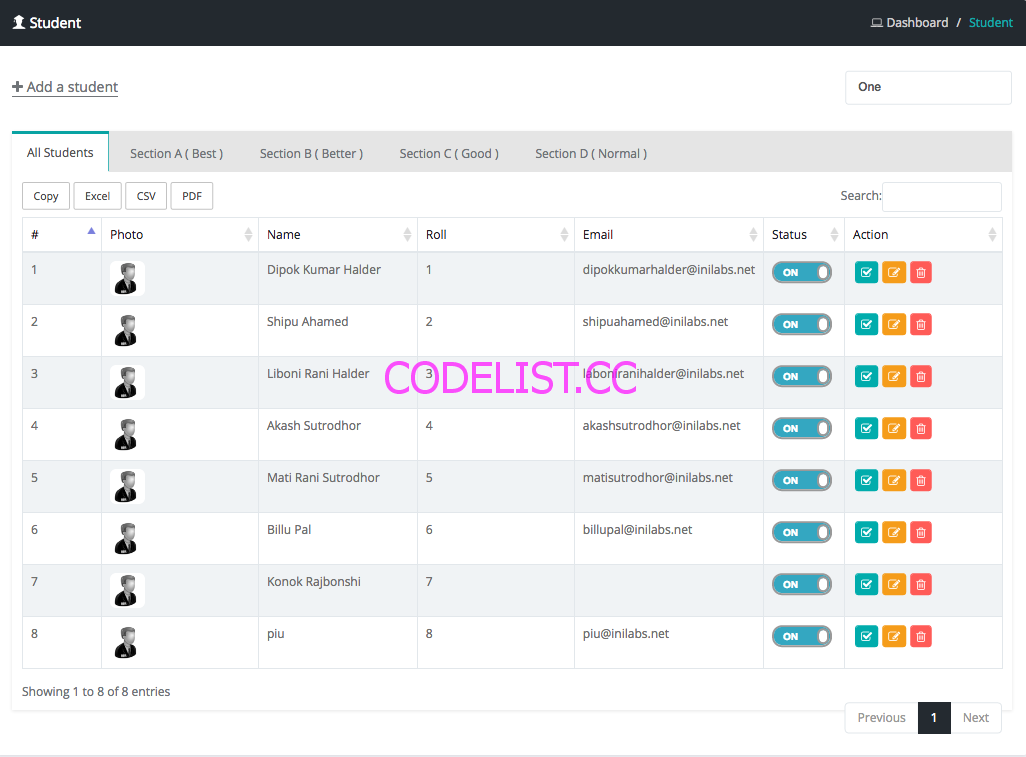 Student
Dashboard / Student
Add a student
One
All Students Section A ( Best ) Section B ( Better ) Section C ( Good ) Section D ( Normal )
Copy Excel CSV PDF Search:
# Photo Name Roll Email Status Action
1 Dipok Kumar Halder 1 dipokkumarhalder@inilabs.net ON
2 Shipu Ahamed 2 shipuahamed@inilabs.net ON
3 Liboni Rani Halder 3 laboniranihalder@inilabs.net ON
CODELIST.CC
4 Akash Sutrodhor 4 akashsutrodhor@inilabs.net ON
5 Mati Rani Sutrodhor 5 matisutrodhor@inilabs.net ON
6 Billu Pal 6 billupal@inilabs.net ON
7 Konok Rajbonshi 7 ON
8 piu 8 piu@inilabs.net ON
Showing 1 to 8 of 8 entries
Previous 1 Next